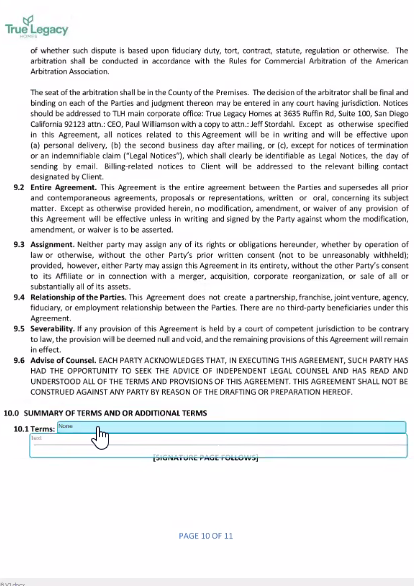 True Legacy
of whether such dispute is based upon fiduciary duty, tort, contract, statute, regulation or otherwise. The
arbitration shall be conducted in accordance with the Rules for Commercial Arbitration of the American
Arbitration Association.
The seat of arbitration shall be in the County of the Premises. The decision of the arbitrator shall be final and
binding on each of the Parties and judgment thereon may be entered in any court having jurisdiction. Notices
should be addressed to TLH main corporate office: True Legacy Homes at 3635 Ruffin Rd, Suite 100, San Diego
California 92123 attn.: CEO, Paul Williamson with a copy to attn.: Jeff Stordahl. Except as otherwise specified
in this Agreement, all notices related to this Agreement will be in writing and will be effective upon
(a) personal delivery, (b) the second business day after mailing, or (c), except for notices of termination
or an indemnifiable claim ("Legal Notices"), which shall clearly be identifiable as Legal Notices, the day of
sending by email. Billing-related notices to Client will be addressed to the relevant billing contact
designated by Client.
9.2 Entire Agreement. This Agreement is the entire agreement between the Parties and supersedes all prior
and contemporaneous agreements, proposals or representations, written or oral, concerning its subject
matter. Except as otherwise provided herein, no modification, amendment, or waiver of any provision of
this Agreement will be effective unless in writing and signed by the Party against whom the modification,
amendment, or waiver is to be asserted.
9.3 Assignment. Neither party may assign any of its rights or obligations hereunder, whether by operation of
law or otherwise, without the other Party's prior written consent (not to be unreasonably withheld);
provided, however, either Party may assign this Agreement in its entirety, without the other Party's consent
to its Affiliate or in connection with a merger, acquisition, corporate reorganization, or sale of all or
substantially all of its assets.
9.4 Relationship of the Parties. This Agreement does not create a partnership, franchise, joint venture, agency,
fiduciary, or employment relationship between the Parties. There are no third-party beneficiaries under this
Agreement.
9.5 Severability. If any provision of this Agreement is held by a court of competent jurisdiction to be contrary
to law, the provision will be deemed null and void, and the remaining provisions of this Agreement will remain
in effect.
9.6 Advise of Counsel. EACH PARTY ACKNOWLEDGES THAT, IN EXECUTING THIS AGREEMENT, SUCH PARTY HAS
HAD THE OPPORTUNITY TO SEEK THE ADVICE OF INDEPENDENT LEGAL COUNSEL AND HAS READ AND
UNDERSTOOD ALL OF THE TERMS AND PROVISIONS OF THIS AGREEMENT. THIS AGREEMENT SHALL NOT BE
CONSTRUED AGAINST ANY PARTY BY REASON OF THE DRAFTING OR PREPARATION HEREOF.
10.0 SUMMARY OF TERMS AND OR ADDITIONAL TERMS
10.1 Terms: None
Text
[SIGNATURE PAGE FOLLOWS]
PAGE 10 OF 11